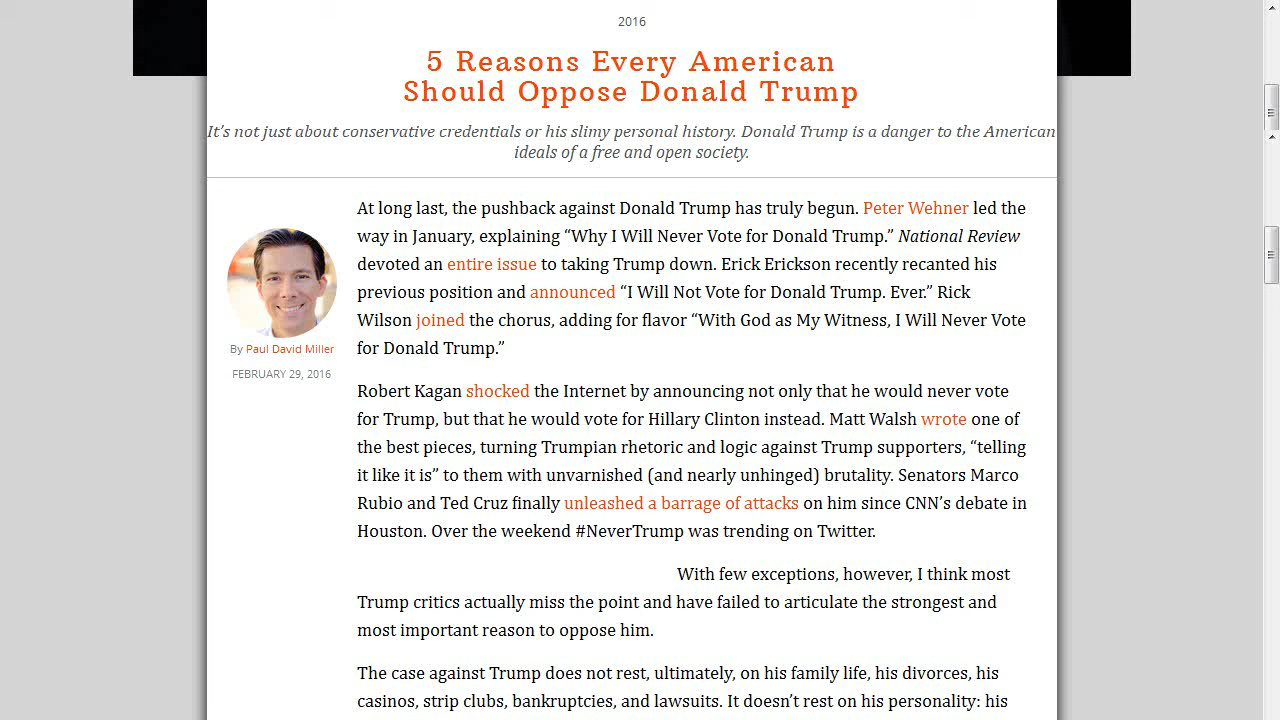 2016
5 Reasons Every American
Should Oppose Donald Trump
It’s not just about conservative credentials or his slimy personal history. Donald Trump is a danger to the American
ideals of a free and open society.
By Paul David Miller
FEBRUARY 29, 2016
At long last, the pushback against Donald Trump has truly begun. Peter Wehner led the
way in January, explaining “Why I Will Never Vote for Donald Trump.” National Review
devoted an entire issue to taking Trump down. Erick Erickson recently recanted his
previous position and announced “I Will Not Vote for Donald Trump. Ever.” Rick
Wilson joined the chorus, adding for flavor “With God as My Witness, I Will Never Vote
for Donald Trump.”
Robert Kagan shocked the Internet by announcing not only that he would never vote
for Trump, but that he would vote for Hillary Clinton instead. Matt Walsh wrote one of
the best pieces, turning Trumpian rhetoric and logic against Trump supporters, “telling
it like it is” to them with unvarnished (and nearly unhinged) brutality. Senators Marco
Rubio and Ted Cruz finally unleashed a barrage of attacks on him since CNN’s debate in
Houston. Over the weekend #NeverTrump was trending on Twitter.
With few exceptions, however, I think most
Trump critics actually miss the point and have failed to articulate the strongest and
most important reason to oppose him.
The case against Trump does not rest, ultimately, on his family life, his divorces, his
casinos, strip clubs, bankruptcies, and lawsuits. It doesn’t rest on his personality: his